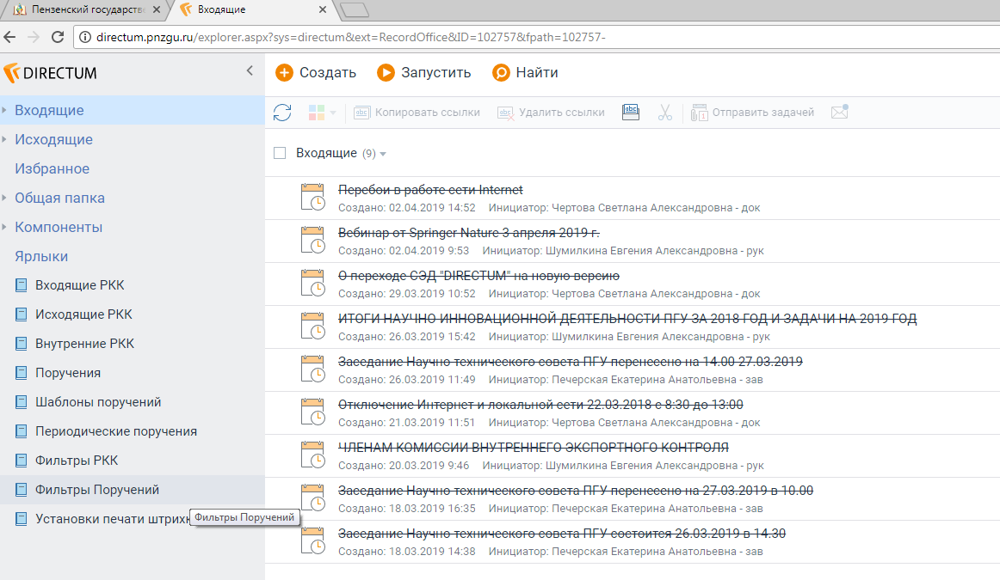 Пензенский государстве
Входящие
directum.pnzgu.ru/explorer.aspx?sys=directum&ext=RecordOffice&ID=102757&fpath=102757-
DIRECTUM
Создать Запустить Найти
Копировать ссылки Удалить ссылки Отправить задачей
Входящие
Исходящие
Избранное
Общая папка
Компоненты
Ярлыки
Входящие РКК
Исходящие РКК
Внутренние РКК
Поручения
Шаблоны поручений
Периодические поручения
Фильтры РКК
Фильтры Поручений
Установки печати штрих
Фильтры Поручений
Входящие (9)
Перебои в работе сети Internet
Создано: 02.04.2019 14:52 Инициатор: Чертова Светлана Александровна - док
Вебинар от Springer Nature 3 апреля 2019 г.
Создано: 02.04.2019 9:53 Инициатор: Шумилкина Евгения Александровна - рук
О переходе СЭД "DIRECTUM" на новую версию
Создано: 29.03.2019 10:52 Инициатор: Чертова Светлана Александровна - док
ИТОГИ НАУЧНО ИННОВАЦИОННОЙ ДЕЯТЕЛЬНОСТИ ПГУ ЗА 2018 ГОД И ЗАДАЧИ НА 2019 ГОД
Создано: 26.03.2019 15:42 Инициатор: Шумилкина Евгения Александровна - рук
Заседание Научно технического совета ПГУ перенесено на 14.00 27.03.2019
Создано: 26.03.2019 11:49 Инициатор: Печерская Екатерина Анатольевна - зав
Отключение Интернет и локальной сети 22.03.2018 с 8:30 до 13:00
Создано: 21.03.2019 11:51 Инициатор: Чертова Светлана Александровна - док
ЧЛЕНАМ КОМИССИИ ВНУТРЕННЕГО ЭКСПОРТНОГО КОНТРОЛЯ
Создано: 20.03.2019 9:46 Инициатор: Шумилкина Евгения Александровна - рук
Заседание Научно технического совета ПГУ перенесено на 27.03.2019 в 10.00
Создано: 18.03.2019 16:35 Инициатор: Печерская Екатерина Анатольевна - зав
Заседание Научно технического совета ПГУ состоится 26.03.2019 в 14.30
Создано: 18.03.2019 14:38 Инициатор: Печерская Екатерина Анатольевна - зав